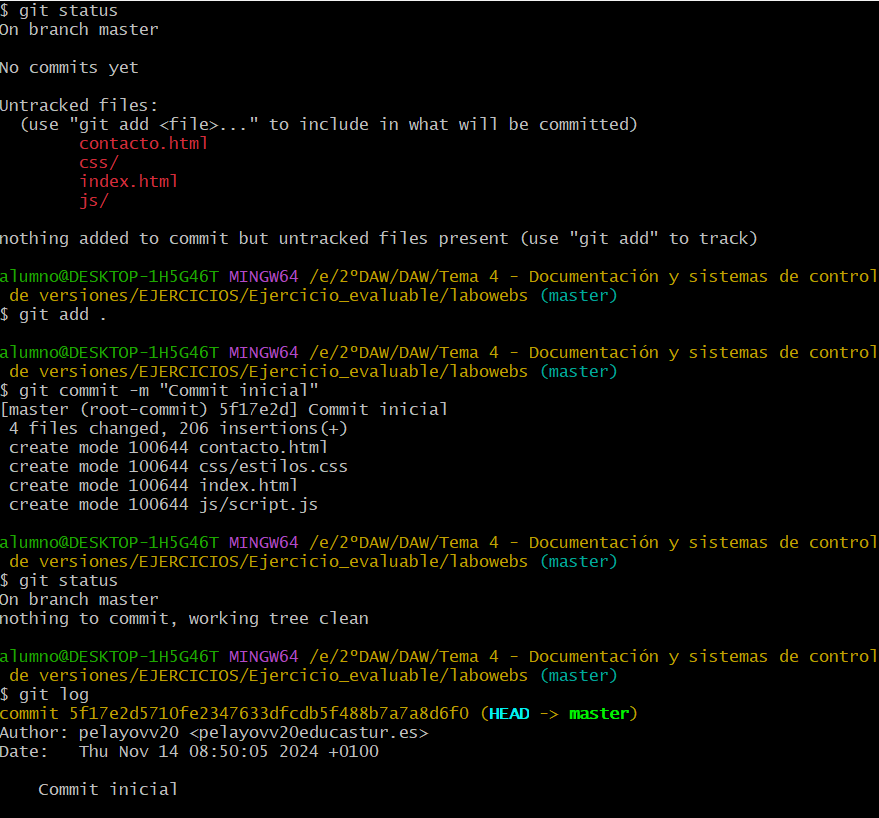 $ git status
On branch master
No commits yet
Untracked files:
(use "git add <file>..." to include in what will be committed)
contacto.html
css/
index.html
js/
nothing added to commit but untracked files present (use "git add" to track)
alumno@DESKTOP-1H5G46T MINGW64 /e/2ºDAW/DAW/Tema 4 - Documentación y sistemas de control
de versiones/EJERCICIOS/Ejercicio_evaluable/labowebs (master)
$ git add .
alumno@DESKTOP-1H5G46T MINGW64 /e/2ºDAW/DAW/Tema 4 - Documentación y sistemas de control
de versiones/EJERCICIOS/Ejercicio_evaluable/labowebs (master)
$ git commit -m "Commit inicial"
[master (root-commit) 5f17e2d] Commit inicial
4 files changed, 206 insertions(+)
create mode 100644 contacto.html
create mode 100644 css/estilos.css
create mode 100644 index.html
create mode 100644 js/script.js
alumno@DESKTOP-1H5G46T MINGW64 /e/2ºDAW/DAW/Tema 4 - Documentación y sistemas de control
de versiones/EJERCICIOS/Ejercicio_evaluable/labowebs (master)
$ git status
On branch master
nothing to commit, working tree clean
alumno@DESKTOP-1H5G46T MINGW64 /e/2ºDAW/DAW/Tema 4 - Documentación y sistemas de control
de versiones/EJERCICIOS/Ejercicio_evaluable/labowebs (master)
$ git log
commit 5f17e2d5710fe2347633dfcdb5f488b7a7a8d6f0 (HEAD -> master)
Author: pelayovv20 <pelayovv20educastur.es>
Date:   Thu Nov 14 08:50:05 2024 +0100
Commit inicial